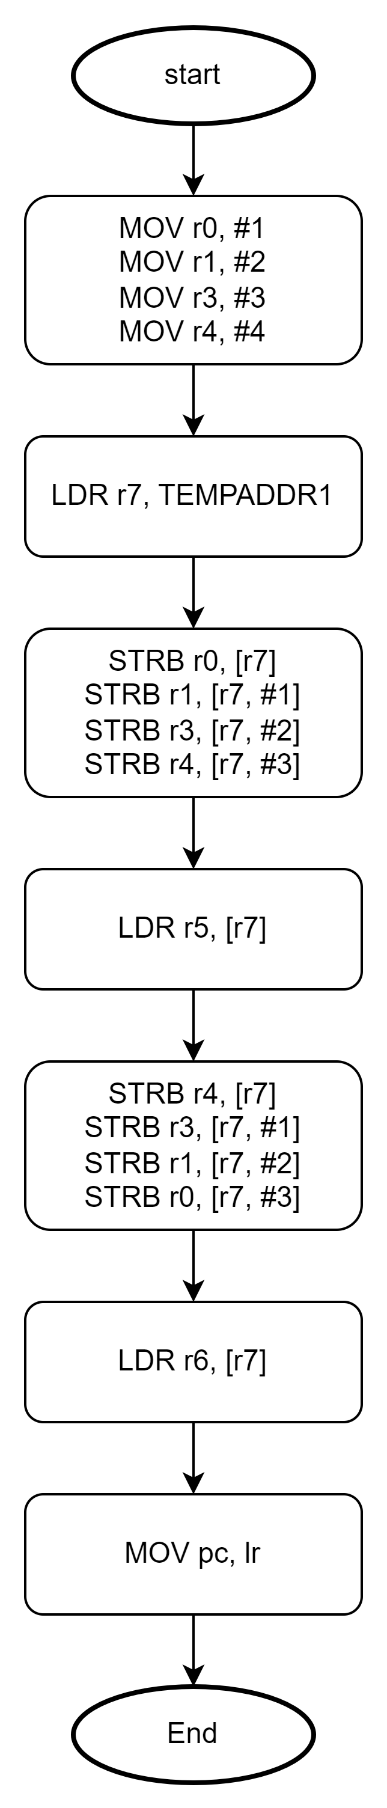 start
MOV r0, #1
MOV r1, #2
MOV r3, #3
MOV r4, #4
LDR r7, TEMPADDR1
STRB r0, [r7]
STRB r1, [r7, #1]
STRB r3, [r7, #2]
STRB r4, [r7, #3]
LDR r5, [r7]
STRB r4, [r7]
STRB r3, [r7, #1]
STRB r1, [r7, #2]
STRB r0, [r7, #3]
LDR r6, [r7]
MOV pc, lr
End